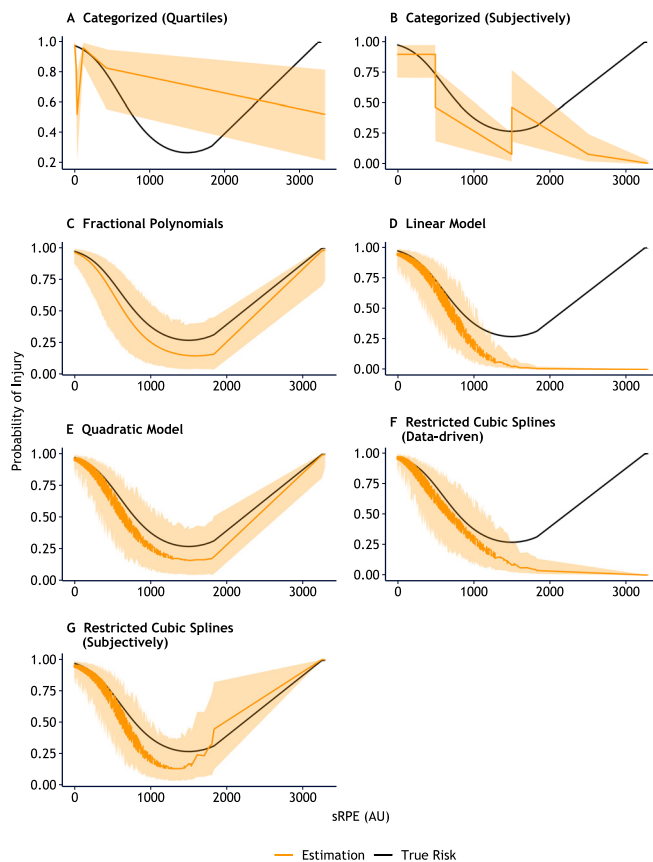 A Categorized (Quartiles)
B Categorized (Subjectively)
1.0
0.8
0.6
0.4
0.2
0 1000 2000 3000
1.00
0.75
0.50
0.25
0.00
0 1000 2000 3000
C Fractional Polynomials
D Linear Model
1.00
0.75
0.50
0.25
0.00
0 1000 2000 3000
1.00
0.75
0.50
0.25
0.00
0 1000 2000 3000
Probability of Injury
E Quadratic Model
F Restricted Cubic Splines
(Data-driven)
1.00
0.75
0.50
0.25
0.00
0 1000 2000 3000
1.00
0.75
0.50
0.25
0.00
0 1000 2000 3000
G Restricted Cubic Splines
(Subjectively)
1.00
0.75
0.50
0.25
0.00
0 1000 2000 3000
sRPE (AU)
Estimation True Risk